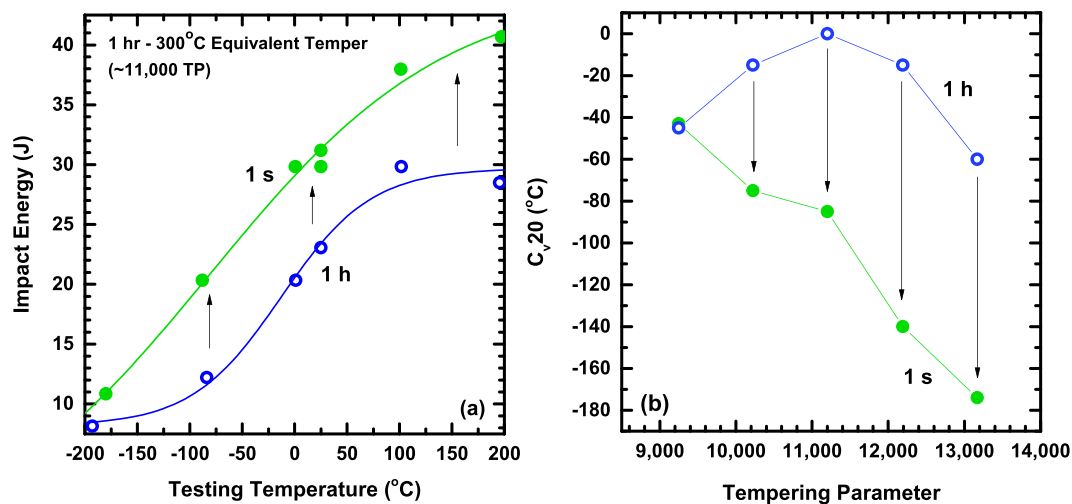 1 hr - 300°C Equivalent Temper
(~11,000 TP)
Impact Energy (J)
40
35
30
25
20
15
10
1 s
1 h
(a)
-200 -150 -100 -50 0 50 100 150 200
Testing Temperature (°C)
Cv20 (°C)
0
-20
-40
-60
-80
-100
-120
-140
-160
-180
1 h
1 s
(b)
9,000 10,000 11,000 12,000 13,000 14,000
Tempering Parameter